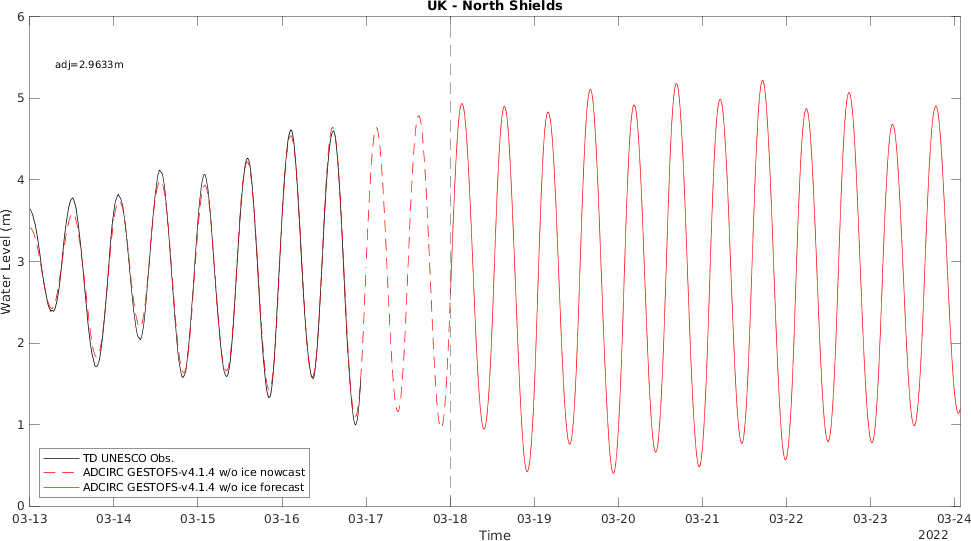 UK - North Shields
6
adj=2.9633m
5
4
3
2
1
0
Water Level (m)
TD UNESCO Obs.
ADCIRC GESTOFS-v4.1.4 w/o ice nowcast
ADCIRC GESTOFS-v4.1.4 w/o ice forecast
03-13 03-14 03-15 03-16 03-17 03-18 03-19 03-20 03-21 03-22 03-23 03-24
Time
2022